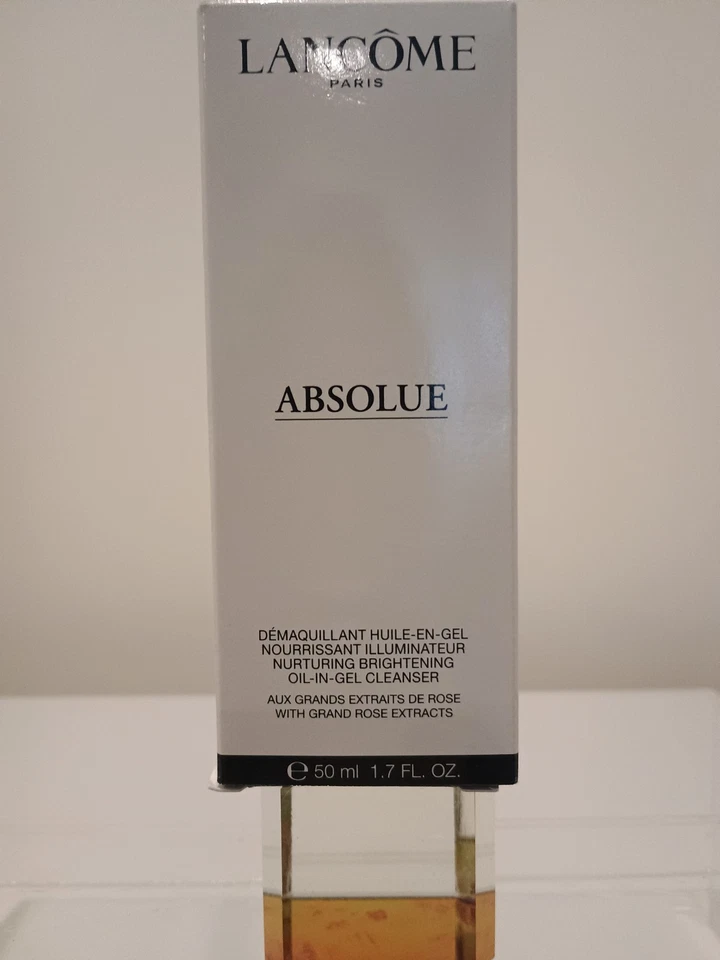 LANCÔME
PARIS
ABSOLUE
DÉMAQUILLANT HUILE-EN-GEL
NOURRISSANT ILLUMINATEUR
NURTURING BRIGHTENING
OIL-IN-GEL CLEANSER
AUX GRANDS EXTRAITS DE ROSE
WITH GRAND ROSE EXTRACTS
℮ 50 ml 1.7 FL. OZ.